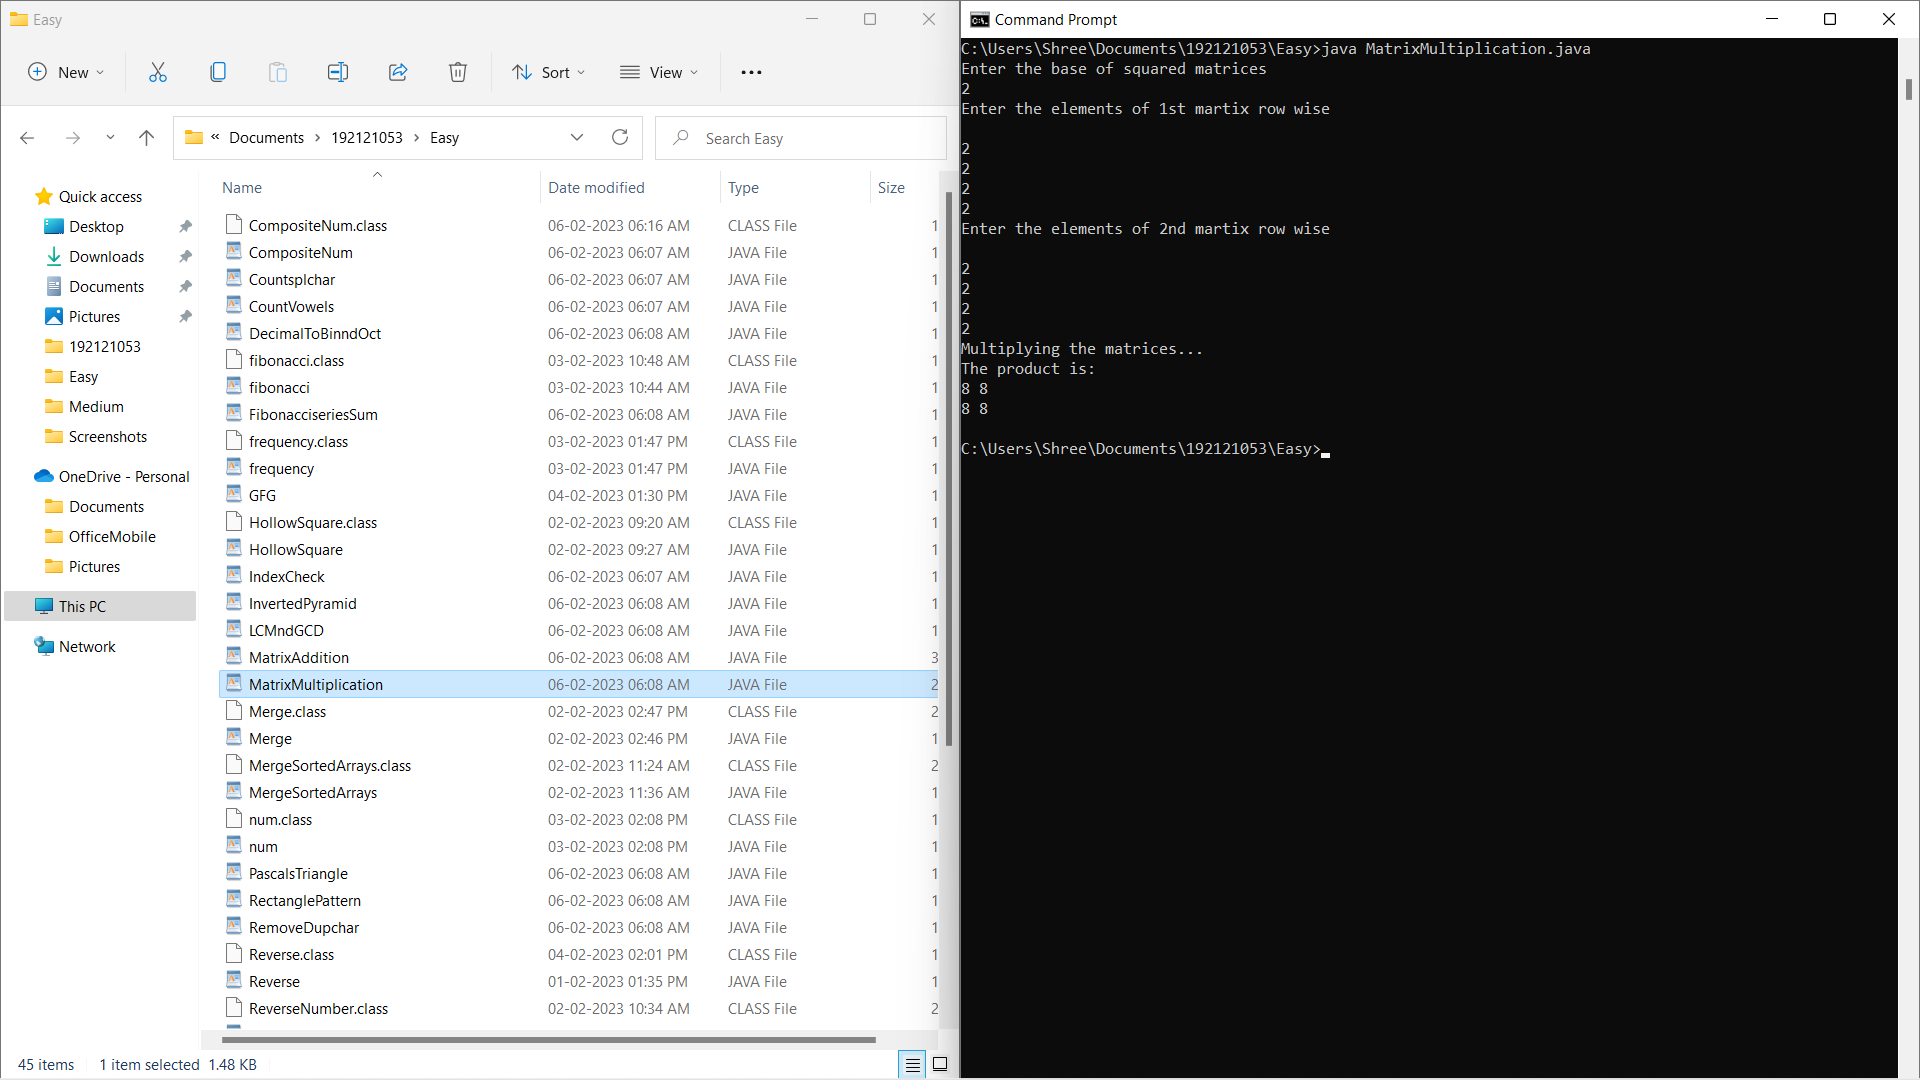 Easy
New
Sort
View
« Documents > 192121053 > Easy
Search Easy
Quick access
Desktop
Downloads
Documents
Pictures
192121053
Easy
Medium
Screenshots
OneDrive - Personal
Documents
OfficeMobile
Pictures
This PC
Network
Name Date modified Type Size
CompositeNum.class 06-02-2023 06:16 AM CLASS File 1
CompositeNum 06-02-2023 06:07 AM JAVA File 1
Countsplchar 06-02-2023 06:07 AM JAVA File 1
CountVowels 06-02-2023 06:07 AM JAVA File 1
DecimalToBinndOct 06-02-2023 06:08 AM JAVA File 1
fibonacci.class 03-02-2023 10:48 AM CLASS File 1
fibonacci 03-02-2023 10:44 AM JAVA File 1
FibonacciseriesSum 06-02-2023 06:08 AM JAVA File 1
frequency.class 03-02-2023 01:47 PM CLASS File 1
frequency 03-02-2023 01:47 PM JAVA File 1
GFG 04-02-2023 01:30 PM JAVA File 1
HollowSquare.class 02-02-2023 09:20 AM CLASS File 1
HollowSquare 02-02-2023 09:27 AM JAVA File 1
IndexCheck 06-02-2023 06:07 AM JAVA File 1
InvertedPyramid 06-02-2023 06:08 AM JAVA File 1
LCMndGCD 06-02-2023 06:08 AM JAVA File 1
MatrixAddition 06-02-2023 06:08 AM JAVA File 3
MatrixMultiplication 06-02-2023 06:08 AM JAVA File 2
Merge.class 02-02-2023 02:47 PM CLASS File 2
Merge 02-02-2023 02:46 PM JAVA File 1
MergeSortedArrays.class 02-02-2023 11:24 AM CLASS File 2
MergeSortedArrays 02-02-2023 11:36 AM JAVA File 1
num.class 03-02-2023 02:08 PM CLASS File 1
num 03-02-2023 02:08 PM JAVA File 1
PascalsTriangle 06-02-2023 06:08 AM JAVA File 1
RectanglePattern 06-02-2023 06:08 AM JAVA File 1
RemoveDupchar 06-02-2023 06:08 AM JAVA File 1
Reverse.class 04-02-2023 02:01 PM CLASS File 1
Reverse 01-02-2023 01:35 PM JAVA File 1
ReverseNumber.class 02-02-2023 10:34 AM CLASS File 2
45 items 1 item selected 1.48 KB
Command Prompt
C:\Users\Shree\Documents\192121053\Easy>java MatrixMultiplication.java
Enter the base of squared matrices
2
Enter the elements of 1st martix row wise
2
2
2
2
Enter the elements of 2nd martix row wise
2
2
2
2
Multiplying the matrices...
The product is:
8 8
8 8
C:\Users\Shree\Documents\192121053\Easy>